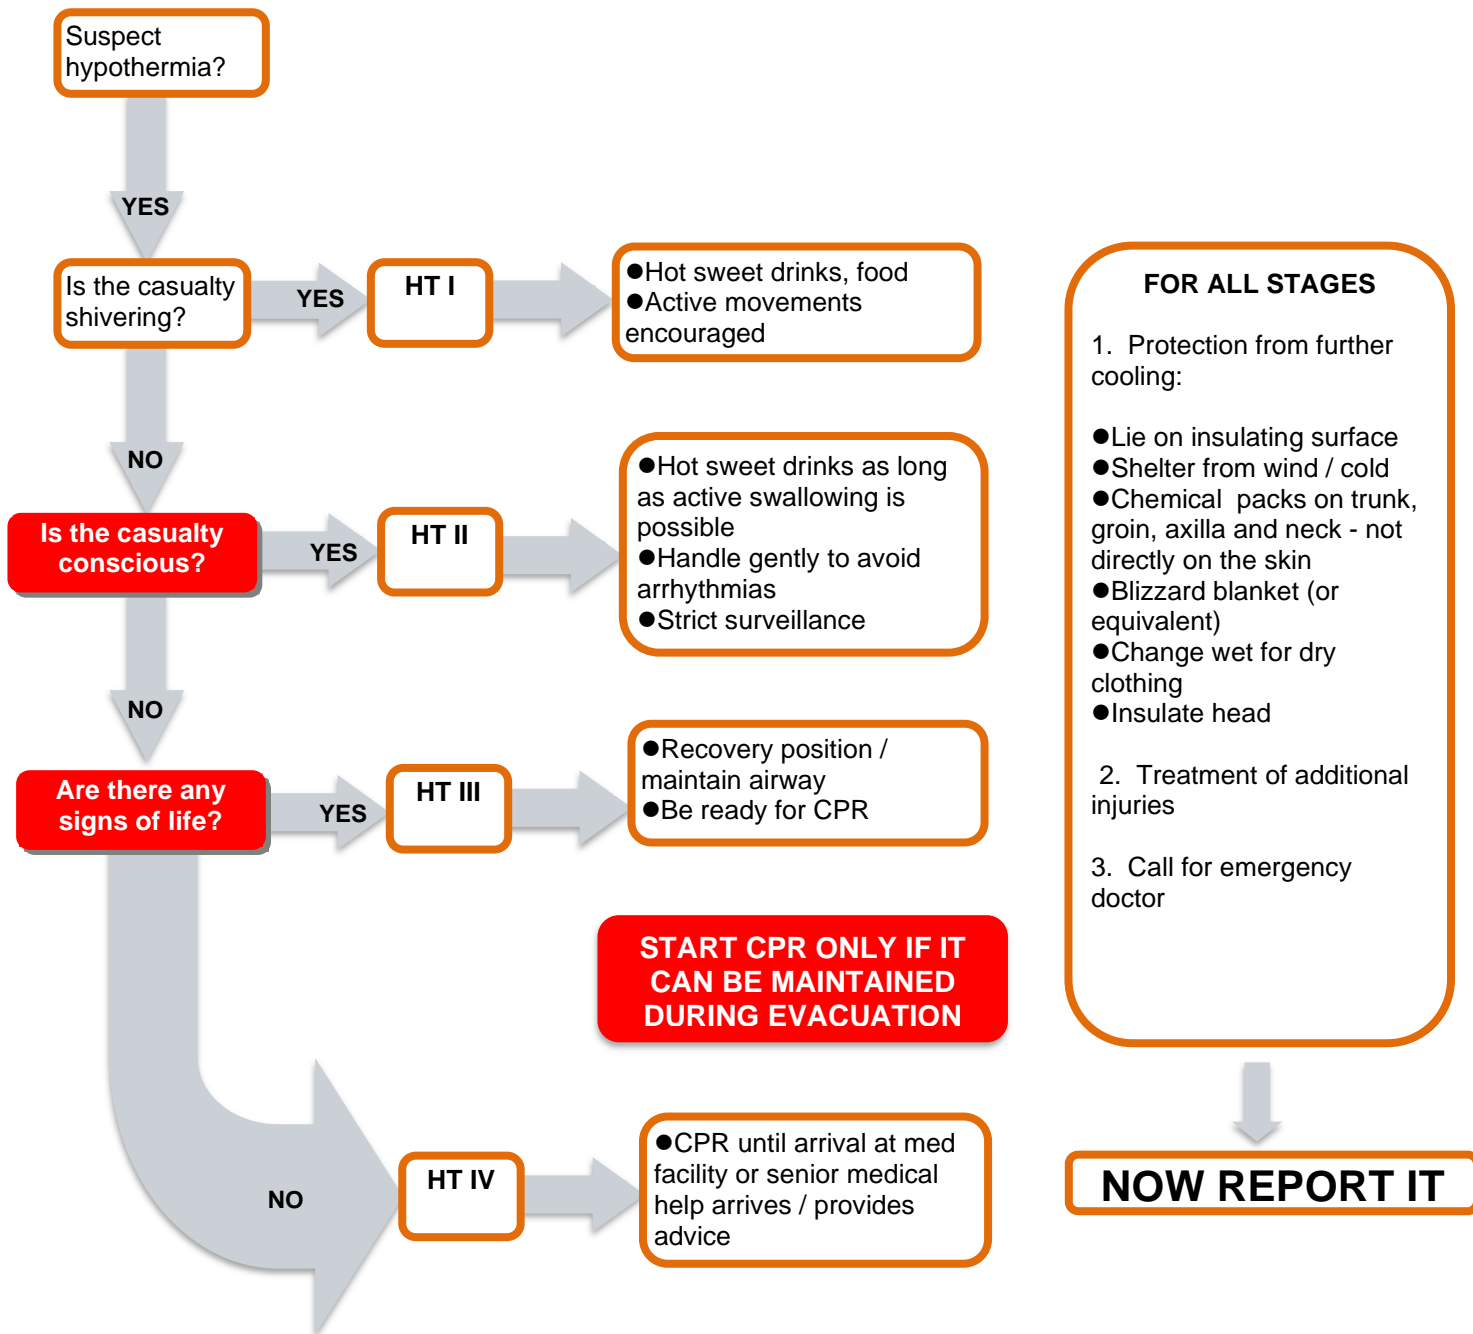 Suspect
hypothermia?
YES
Is the casualty
shivering?
YES
HT I
●Hot sweet drinks, food
●Active movements
encouraged
NO
Is the casualty
conscious?
YES
HT II
●Hot sweet drinks as long
as active swallowing is
possible
●Handle gently to avoid
arrhythmias
●Strict surveillance
NO
Are there any
signs of life?
YES
HT III
●Recovery position /
maintain airway
●Be ready for CPR
START CPR ONLY IF IT
CAN BE MAINTAINED
DURING EVACUATION
NO
HT IV
●CPR until arrival at med
facility or senior medical
help arrives / provides
advice
FOR ALL STAGES
1. Protection from further
cooling:
●Lie on insulating surface
●Shelter from wind / cold
●Chemical packs on trunk,
groin, axilla and neck - not
directly on the skin
●Blizzard blanket (or
equivalent)
●Change wet for dry
clothing
●Insulate head
2. Treatment of additional
injuries
3. Call for emergency
doctor
NOW REPORT IT